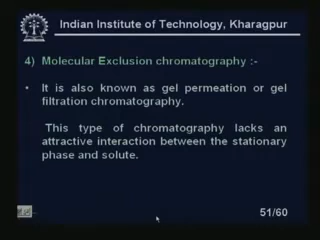 Indian Institute of Technology, Kharagpur
4) Molecular Exclusion chromatography :-
• It is also known as gel permeation or gel
filtration chromatography.
This type of chromatography lacks an
attractive interaction between the stationary
phase and solute.
51/60